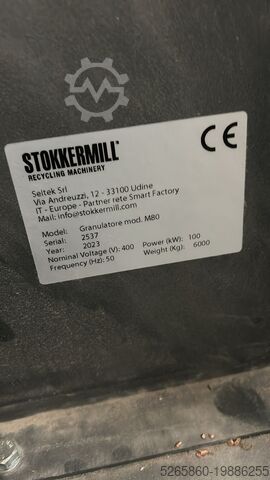 STOKKERMILL
RECYCLING MACHINERY
CE
Seitek Srl
Via Andreuzzi, 12 - 33100 Udine
IT - Europe - Partner rete Smart Factory
Mail: info@stokkermill.com
Model: Granulatore mod. M80
Serial: 2537
Year: 2023
Nominal Voltage (V): 400 Power (kW): 100
Frequency (Hz): 50 Weight (Kg): 6000
5265860-19886255